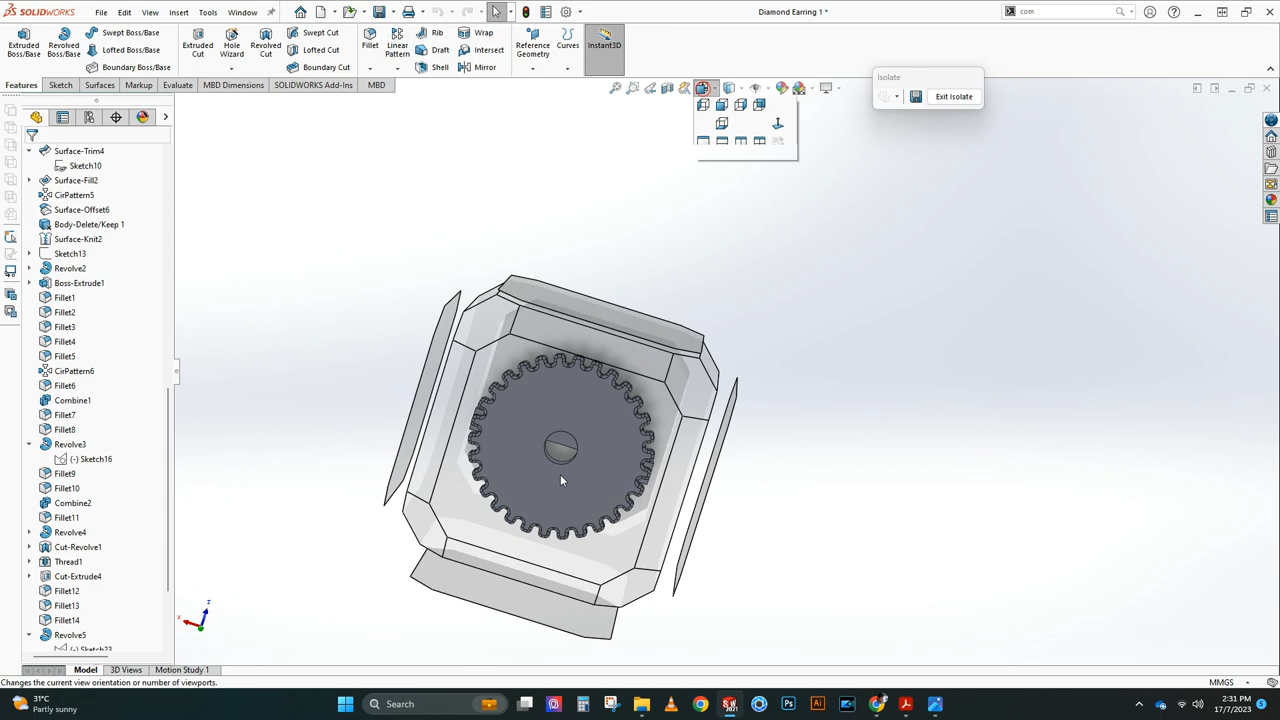 SOLIDWORKS File Edit View Insert Tools Window Diamond Earring 1 * com
Extruded Boss/Base Revolved Boss/Base Swept Boss/Base Lofted Boss/Base Boundary Boss/Base Extruded Cut Hole Wizard Revolved Cut Swept Cut Lofted Cut Boundary Cut Fillet Linear Pattern Rib Draft Shell Wrap Intersect Mirror Reference Geometry Curves Instant3D
Features Sketch Surfaces Markup Evaluate MBD Dimensions SOLIDWORKS Add-Ins MBD
Isolate
Exit Isolate
Surface-Trim4
Sketch10
Surface-Fill2
CirPattern5
Surface-Offset6
Body-Delete/Keep 1
Surface-Knit2
Sketch13
Revolve2
Boss-Extrude1
Fillet1
Fillet2
Fillet3
Fillet4
Fillet5
CirPattern6
Fillet6
Combine1
Fillet7
Fillet8
Revolve3
(-) Sketch16
Fillet9
Fillet10
Combine2
Fillet11
Revolve4
Cut-Revolve1
Thread1
Cut-Extrude4
Fillet12
Fillet13
Fillet14
Revolve5
(-) Sketch23
x z
Model 3D Views Motion Study 1
Changes the current view orientation or number of viewports. MMGS
31°C
Partly sunny
Search
2:31 PM
17/7/2023